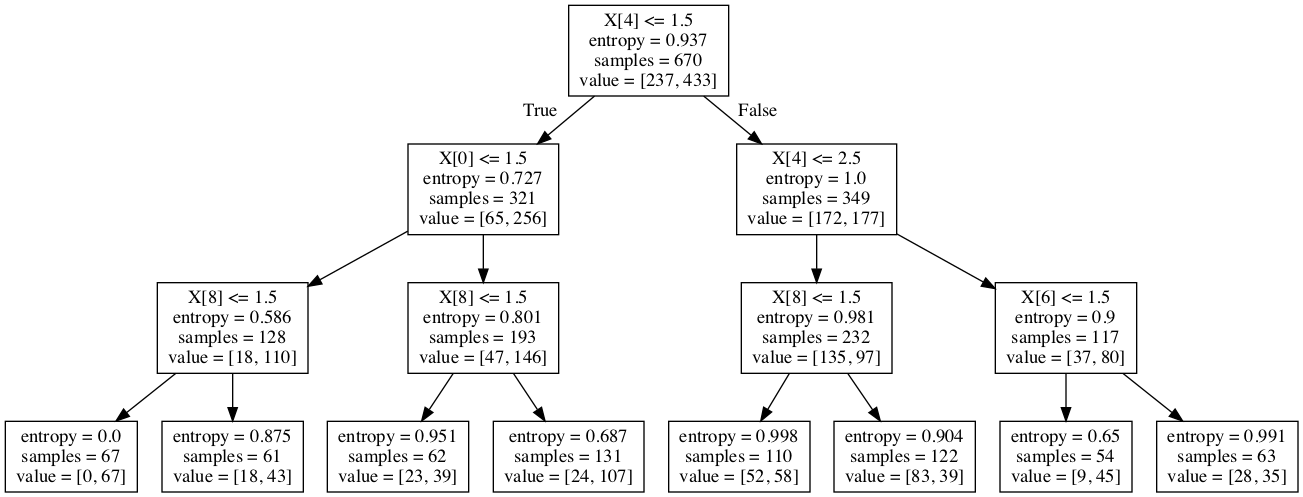 X[4] <= 1.5
entropy = 0.937
samples = 670
value = [237, 433]
True
False
X[0] <= 1.5
entropy = 0.727
samples = 321
value = [65, 256]
X[4] <= 2.5
entropy = 1.0
samples = 349
value = [172, 177]
X[8] <= 1.5
entropy = 0.586
samples = 128
value = [18, 110]
X[8] <= 1.5
entropy = 0.801
samples = 193
value = [47, 146]
X[8] <= 1.5
entropy = 0.981
samples = 232
value = [135, 97]
X[6] <= 1.5
entropy = 0.9
samples = 117
value = [37, 80]
entropy = 0.0
samples = 67
value = [0, 67]
entropy = 0.875
samples = 61
value = [18, 43]
entropy = 0.951
samples = 62
value = [23, 39]
entropy = 0.687
samples = 131
value = [24, 107]
entropy = 0.998
samples = 110
value = [52, 58]
entropy = 0.904
samples = 122
value = [83, 39]
entropy = 0.65
samples = 54
value = [9, 45]
entropy = 0.991
samples = 63
value = [28, 35]